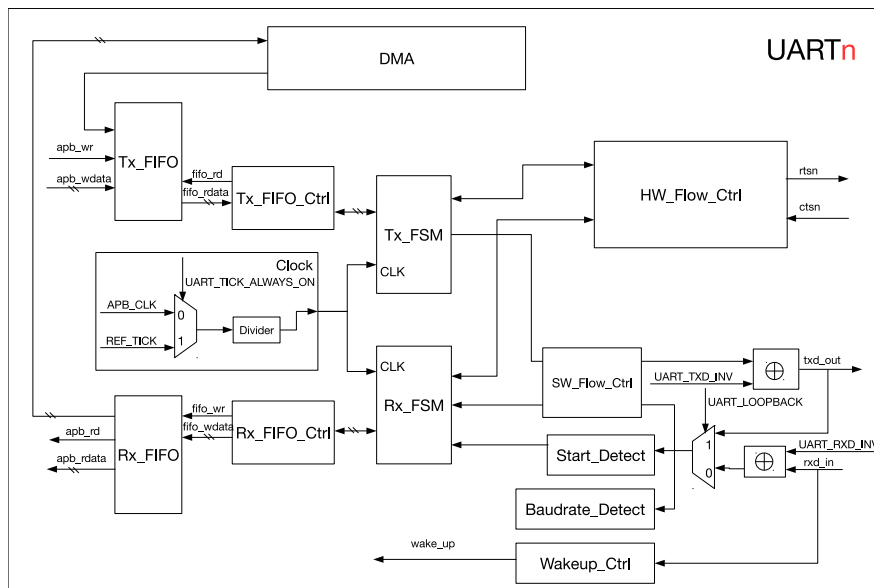 DMA
UARTn
apb_wr
Tx_FIFO
apb_wdata
fifo_rd
fifo_rdata
Tx_FIFO_Ctrl
Tx_FSM
CLK
HW_Flow_Ctrl
rtsn
ctsn
Clock
UART_TICK_ALWAYS_ON
APB_CLK
0
REF_TICK
1
Divider
CLK
Rx_FSM
SW_Flow_Ctrl
UART_TXD_INV
txd_out
UART_LOOPBACK
fifo_wr
fifo_wdata
Rx_FIFO_Ctrl
apb_rd
Rx_FIFO
apb_rdata
Start_Detect
1
0
UART_RXD_INV
rxd_in
Baudrate_Detect
wake_up
Wakeup_Ctrl